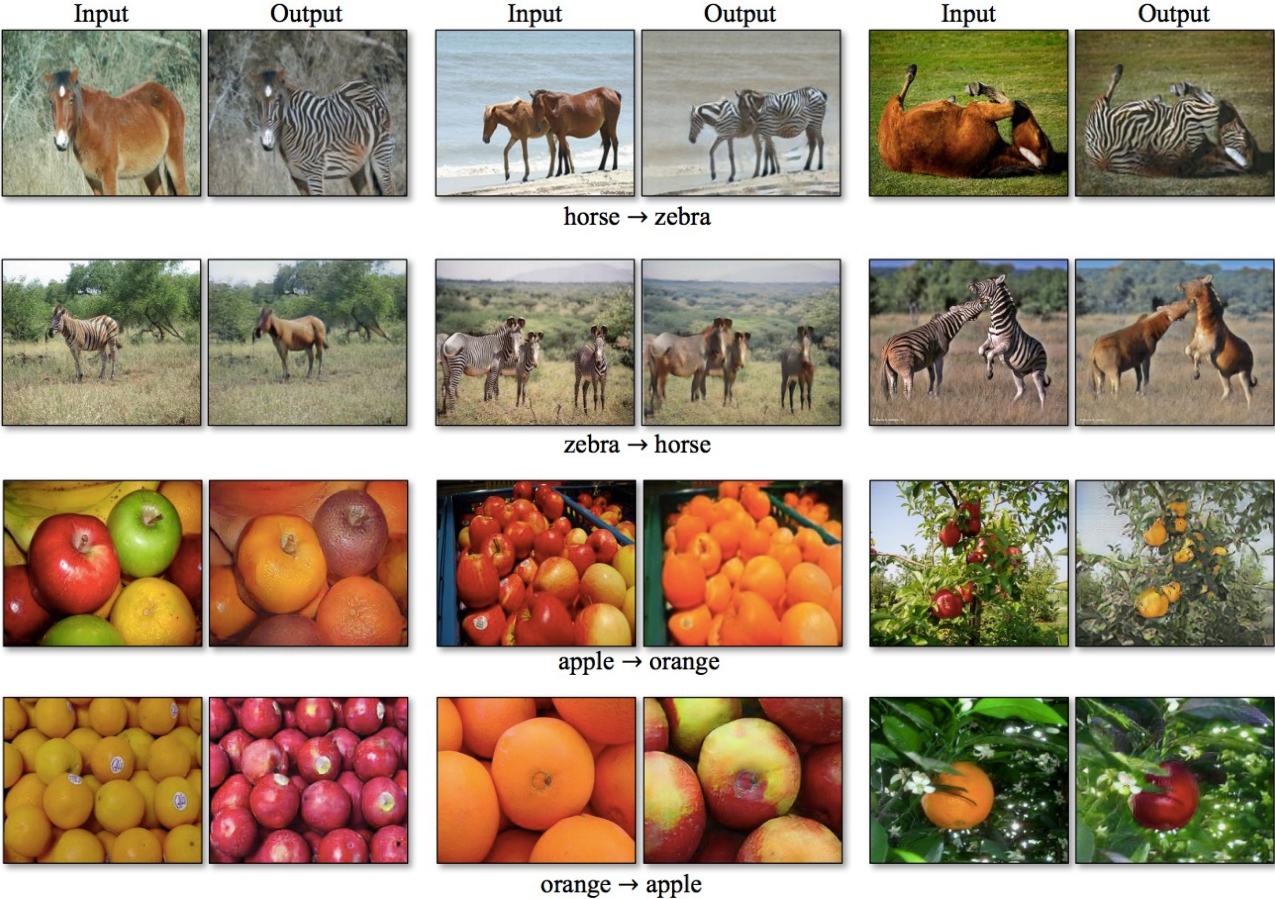 Input Output Input Output Input Output
horse → zebra
zebra → horse
apple → orange
orange → apple